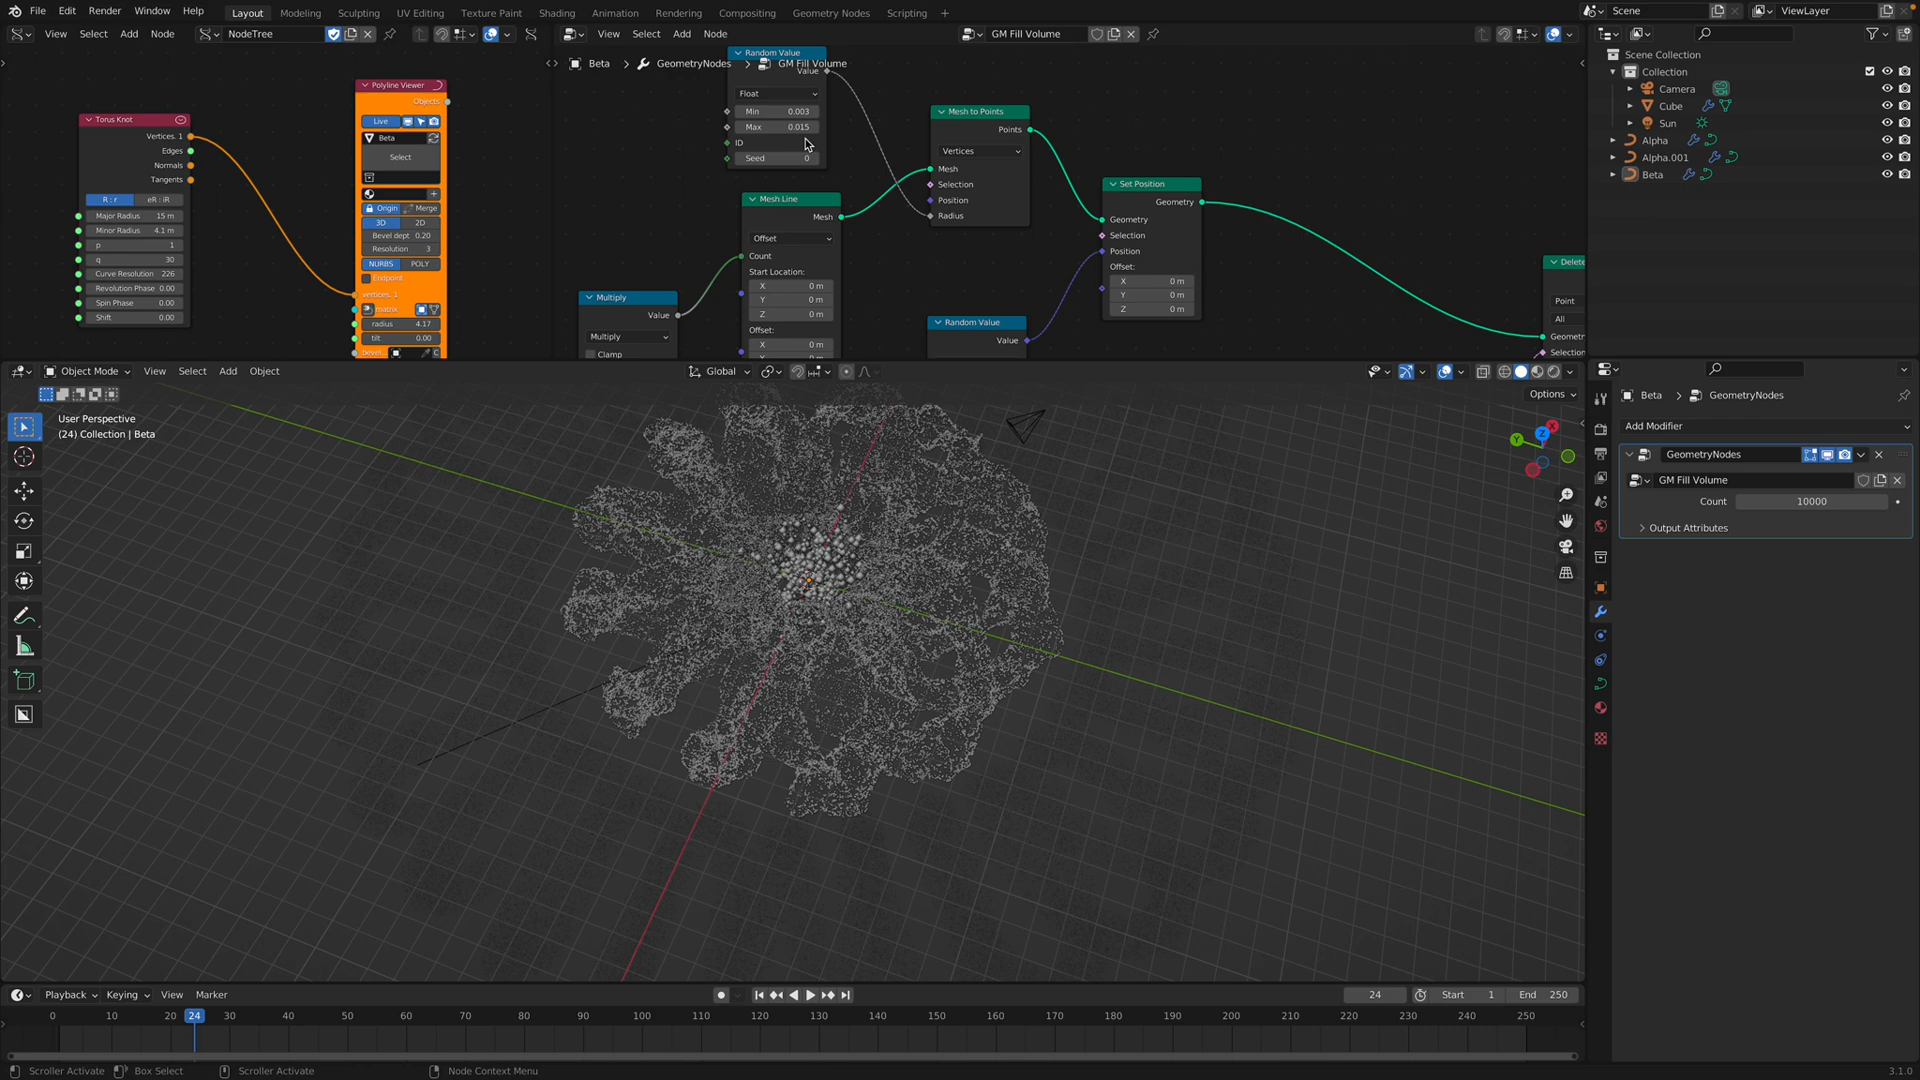 File Edit Render Window Help
Layout Modeling Sculpting UV Editing Texture Paint Shading Animation Rendering Compositing Geometry Nodes Scripting +
Scene
ViewLayer
View Select Add Node
NodeTree
View Select Add Node
GM Fill Volume
Beta > GeometryNodes > GM Fill Volume
Torus Knot
Vertices. 1
Edges
Normals
Tangents
R : r
eR : iR
Major Radius 15 m
Minor Radius 4.1 m
p 1
q 30
Curve Resolution 226
Revolution Phase 0.00
Spin Phase 0.00
Shift 0.00
Polyline Viewer
Objects
Live
Beta
Select
Origin
Merge
3D 2D
Bevel dept 0.20
Resolution 3
NURBS POLY
Endpoint
vertices. 1
matrix
radius 4.17
tilt 0.00
bevel...
C
Random Value
Value
Float
Min 0.003
Max 0.015
ID
Seed 0
Multiply
Value
Multiply
Clamp
Mesh Line
Mesh
Offset
Count
Start Location:
X 0 m
Y 0 m
Z 0 m
Offset:
X 0 m
Mesh to Points
Points
Vertices
Mesh
Selection
Position
Radius
Random Value
Value
Set Position
Geometry
Geometry
Selection
Position
Offset:
X 0 m
Y 0 m
Z 0 m
Delete
Point
All
Geometr
Selection
Scene Collection
Collection
Camera
Cube
Sun
Alpha
Alpha.001
Beta
Object Mode
View Select Add Object
Global
Options
User Perspective
(24) Collection | Beta
X
Y
Z
Beta > GeometryNodes
Add Modifier
GeometryNodes
GM Fill Volume
Count 10000
Output Attributes
Playback Keying View Marker
24
Start 1
End 250
0 10 20 24 30 40 50 60 70 80 90 100 110 120 130 140 150 160 170 180 190 200 210 220 230 240 250
Scroller Activate
Box Select
Scroller Activate
Node Context Menu
3.1.0